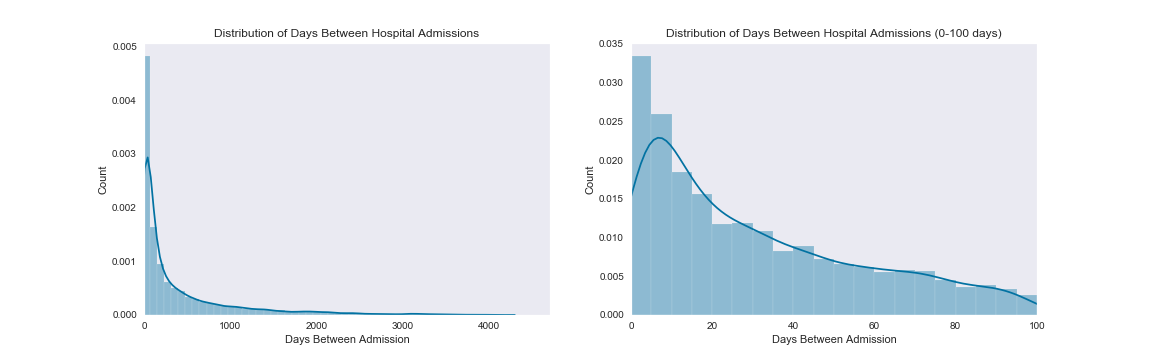 Distribution of Days Between Hospital Admissions
0.005
0.004
0.003
0.002
0.001
0.000
Count
0 1000 2000 3000 4000
Days Between Admission
Distribution of Days Between Hospital Admissions (0-100 days)
0.035
0.030
0.025
0.020
0.015
0.010
0.005
0.000
Count
0 20 40 60 80 100
Days Between Admission